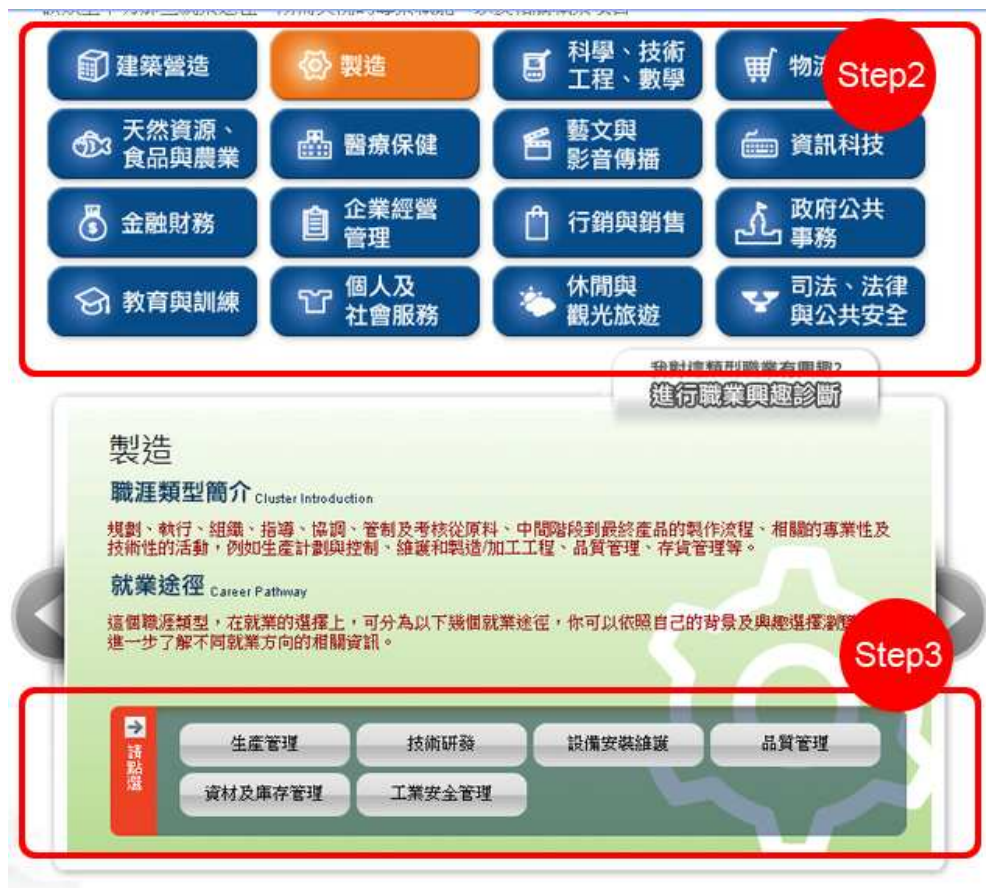 建築營造
製造
科學、技術
工程、數學
物流
Step2
天然資源、
食品與農業
醫療保健
藝文與
影音傳播
資訊科技
金融財務
企業經營
管理
行銷與銷售
政府公共
事務
教育與訓練
個人及
社會服務
休閒與
觀光旅遊
司法、法律
與公共安全
我對這類型職業有興趣?
進行職業興趣診斷
製造
職涯類型簡介 Cluster Introduction
規劃、執行、組織、指導、協調、管制及考核從原料、中間階段到最終產品的製作流程、相關的專業性及
技術性的活動，例如生產計劃與控制、維護和製造/加工工程、品質管理、存貨管理等。
就業途徑 Career Pathway
這個職涯類型，在就業的選擇上，可分為以下幾個就業途徑，你可以依照自己的背景及興趣選擇瀏覽
進一步了解不同就業方向的相關資訊。
Step3
請點選
生產管理
技術研發
設備安裝維護
品質管理
資材及庫存管理
工業安全管理